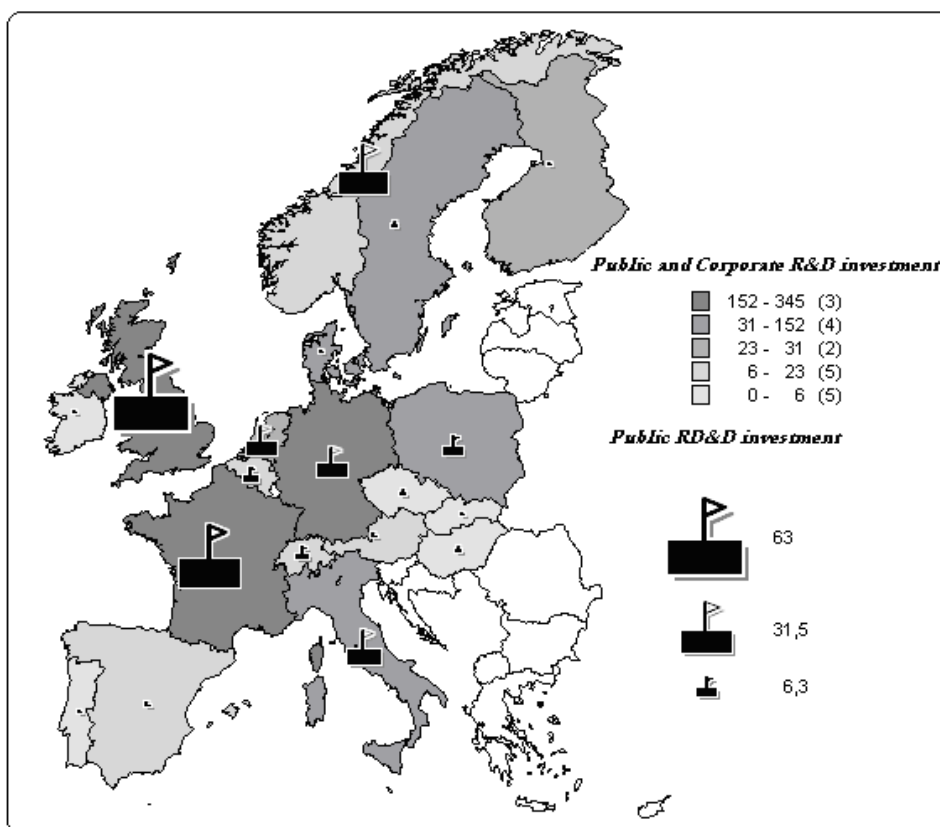 Public and Corporate R&D investment
152 - 345 (3)
31 - 152 (4)
23 - 31 (2)
6 - 23 (5)
0 - 6 (5)
Public RD&D investment
63
31,5
6,3